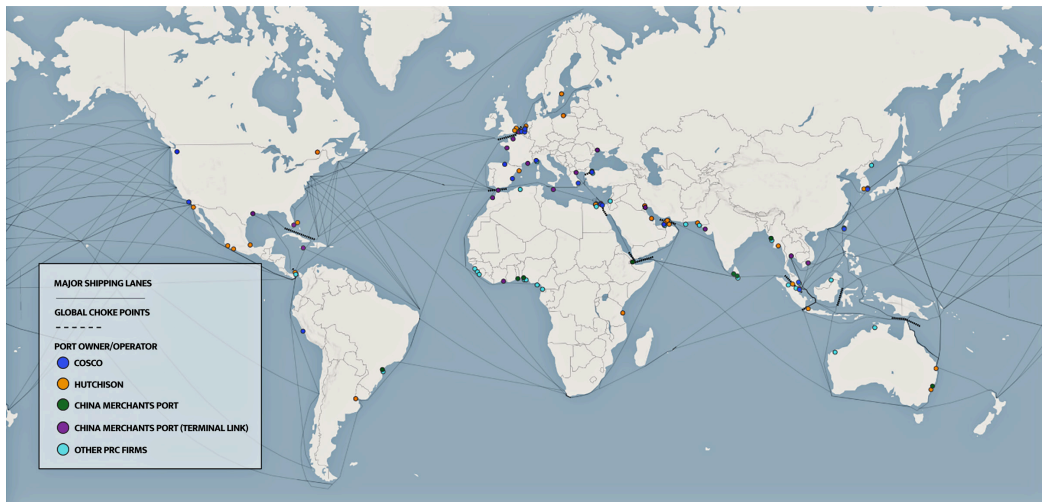 MAJOR SHIPPING LANES
GLOBAL CHOKE POINTS
PORT OWNER/OPERATOR
COSCO
HUTCHISON
CHINA MERCHANTS PORT
CHINA MERCHANTS PORT (TERMINAL LINK)
OTHER PRC FIRMS